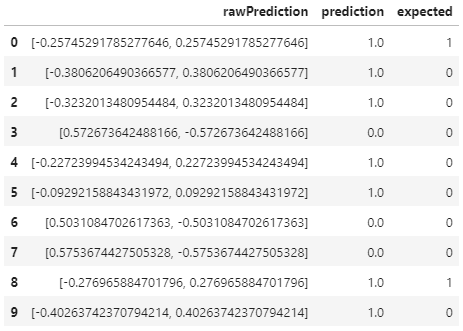 rawPrediction prediction expected
0 [-0.25745291785277646, 0.25745291785277646] 1.0 1
1 [-0.3806206490366577, 0.3806206490366577] 1.0 0
2 [-0.3232013480954484, 0.3232013480954484] 1.0 0
3 [0.572673642488166, -0.572673642488166] 0.0 0
4 [-0.22723994534243494, 0.22723994534243494] 1.0 0
5 [-0.09292158843431972, 0.09292158843431972] 1.0 0
6 [0.5031084702617363, -0.5031084702617363] 0.0 0
7 [0.5753674427505328, -0.5753674427505328] 0.0 0
8 [-0.276965884701796, 0.276965884701796] 1.0 1
9 [-0.40263742370794214, 0.40263742370794214] 1.0 0